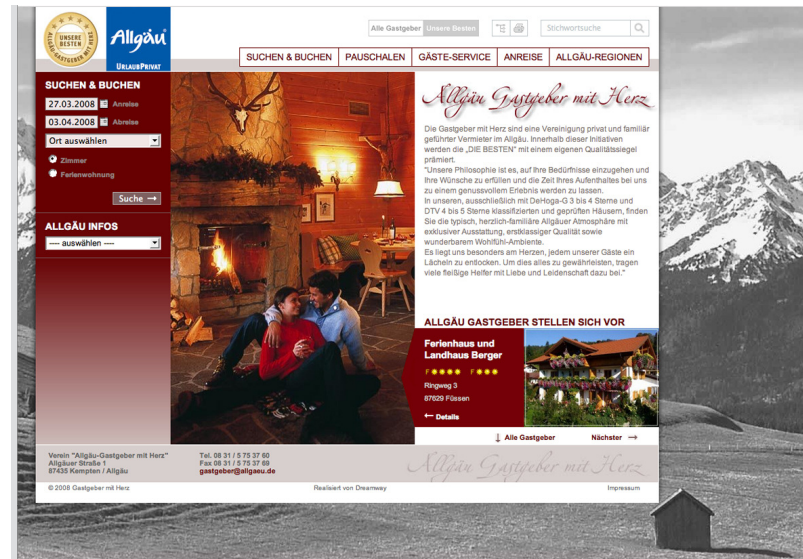 UNSERE
BESTEN
Allgäu
URLAUBPRIVAT
Alle Gastgeber Unsere Besten
Stichwortsuche
SUCHEN & BUCHEN PAUSCHALEN GÄSTE-SERVICE ANREISE ALLGÄU-REGIONEN
SUCHEN & BUCHEN
27.03.2008 Anreise
03.04.2008 Abreise
Ort auswählen
Zimmer
Ferienwohnung
Suche →
ALLGÄU INFOS
---- auswählen ----
Allgäu Gastgeber mit Herz
Die Gastgeber mit Herz sind eine Vereinigung privat und familiär
geführter Vermieter im Allgäu. Innerhalb dieser Initiativen
werden die „DIE BESTEN" mit einem eigenen Qualitätssiegel
prämiert.
"Unsere Philosophie ist es, auf Ihre Bedürfnisse einzugehen und
Ihre Wünsche zu erfüllen und die Zeit Ihres Aufenthaltes bei uns
zu einem genussvollem Erlebnis werden zu lassen.
In unseren, ausschließlich mit DeHoga-G 3 bis 4 Sterne und
DTV 4 bis 5 Sterne klassifizierten und geprüften Häusern, finden
Sie die typisch, herzlich-familiäre Allgäuer Atmosphäre mit
exklusiver Ausstattung, erstklassiger Qualität sowie
wunderbarem Wohlfühl-Ambiente.
Es liegt uns besonders am Herzen, jedem unserer Gäste ein
Lächeln zu entlocken. Um dies alles zu gewährleisten, tragen
viele fleißige Helfer mit Liebe und Leidenschaft dazu bei."
ALLGÄU GASTGEBER STELLEN SICH VOR
Ferienhaus und
Landhaus Berger
F F
Ringweg 3
87629 Füssen
← Details
↓ Alle Gastgeber Nächster →
Verein "Allgäu-Gastgeber mit Herz"
Allgäuer Straße 1
87435 Kempten / Allgäu
Tel. 08 31 / 5 75 37 60
Fax 08 31 / 5 75 37 69
gastgeber@allgaeu.de
Allgäu Gastgeber mit Herz
© 2008 Gastgeber mit Herz Realisiert von Dreamway Impressum